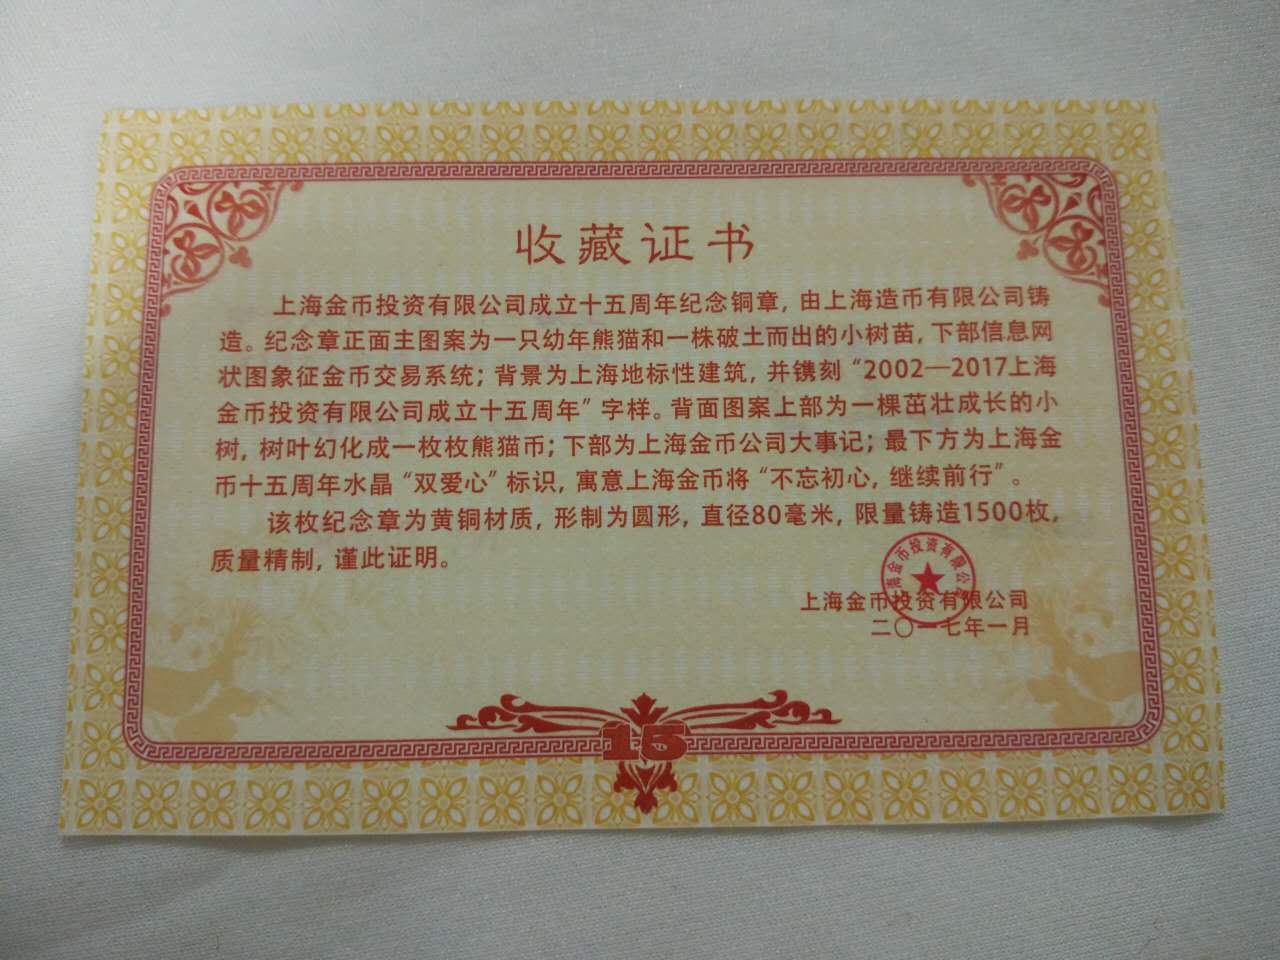 收藏证书
上海金币投资有限公司成立十五周年纪念铜章，由上海造币有限公司铸
造。纪念章正面主图案为一只幼年熊猫和一株破土而出的小树苗，下部信息网
状图象征金币交易系统；背景为上海地标性建筑，并镌刻“2002—2017上海
金币投资有限公司成立十五周年”字样。背面图案上部为一棵茁壮成长的小
树，树叶幻化成一枚枚熊猫币；下部为上海金币公司大事记；最下方为上海金
币十五周年水晶“双爱心”标识，寓意上海金币将“不忘初心，继续前行”。
该枚纪念章为黄铜材质，形制为圆形，直径80毫米，限量铸造1500枚，
质量精制，谨此证明。
上海金币投资有限公司
上海金币投资有限公司
二〇一七年一月
15